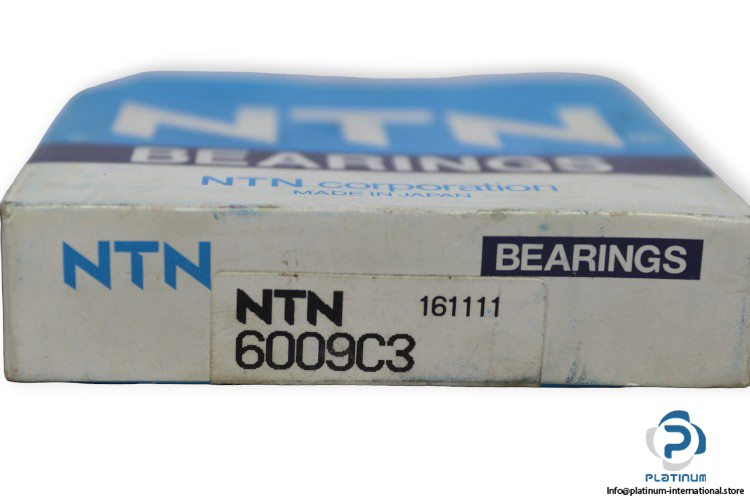 NTN
BEARINGS
NTN corporation
MADE IN JAPAN
NTN
BEARINGS
NTN 161111
6009C3
PLATINUM
Info@platinum-international.store